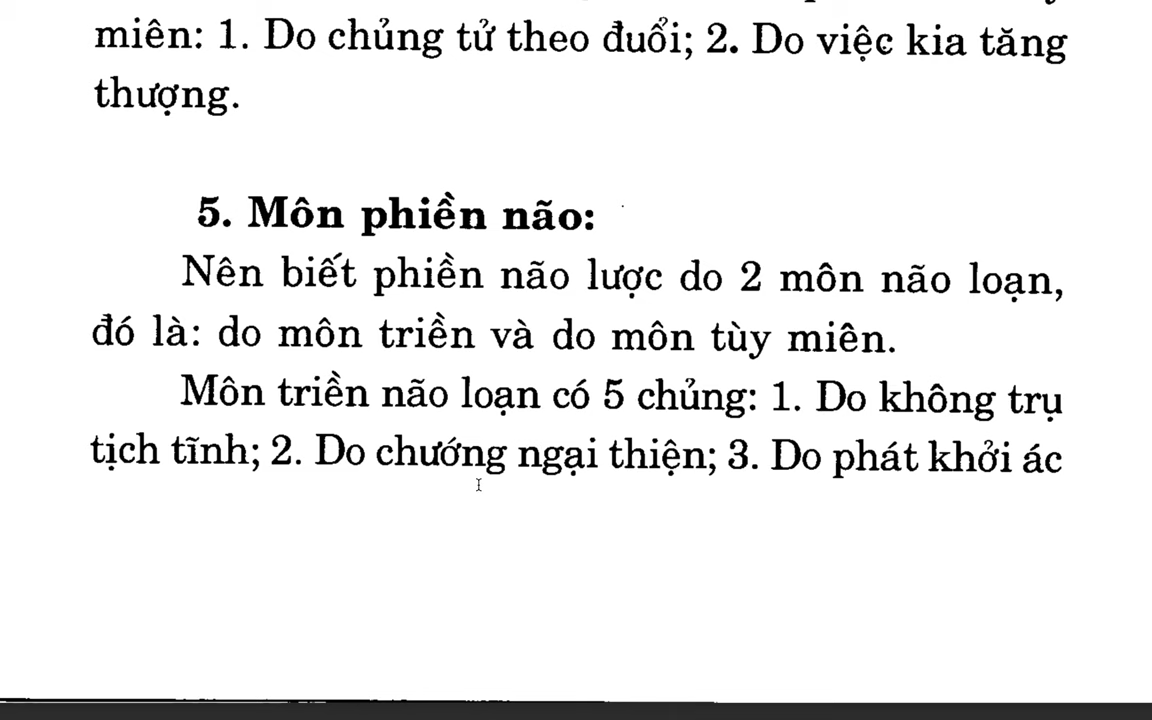 miên: 1. Do chủng tử theo đuổi; 2. Do việc kia tăng
thượng.
5. Môn phiền não:
Nên biết phiền não lược do 2 môn não loạn,
đó là: do môn triền và do môn tùy miên.
Môn triền não loạn có 5 chủng: 1. Do không trụ
tịch tĩnh; 2. Do chướng ngại thiện; 3. Do phát khởi ác